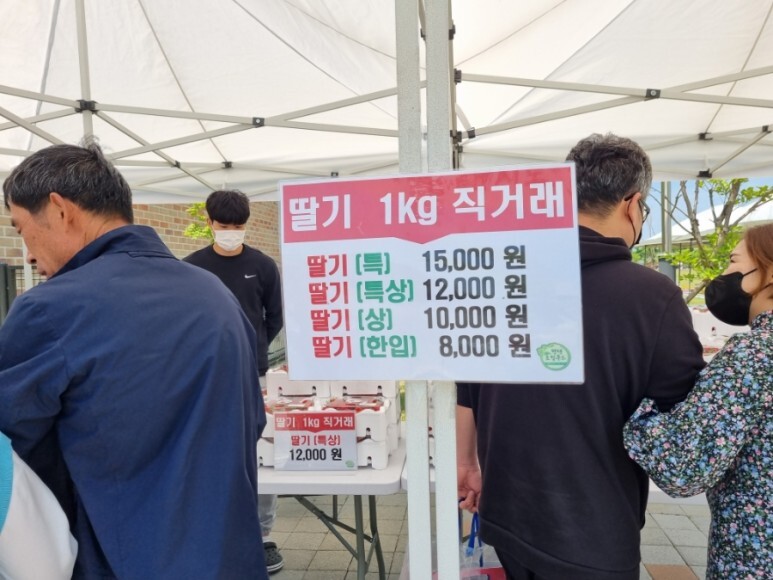 딸기 1kg 직거래
딸기 (특) 15,000 원
딸기 (특상) 12,000 원
딸기 (상) 10,000 원
딸기 (한입) 8,000 원
딸기 1kg 직거래
딸기 (특상)
12,000 원